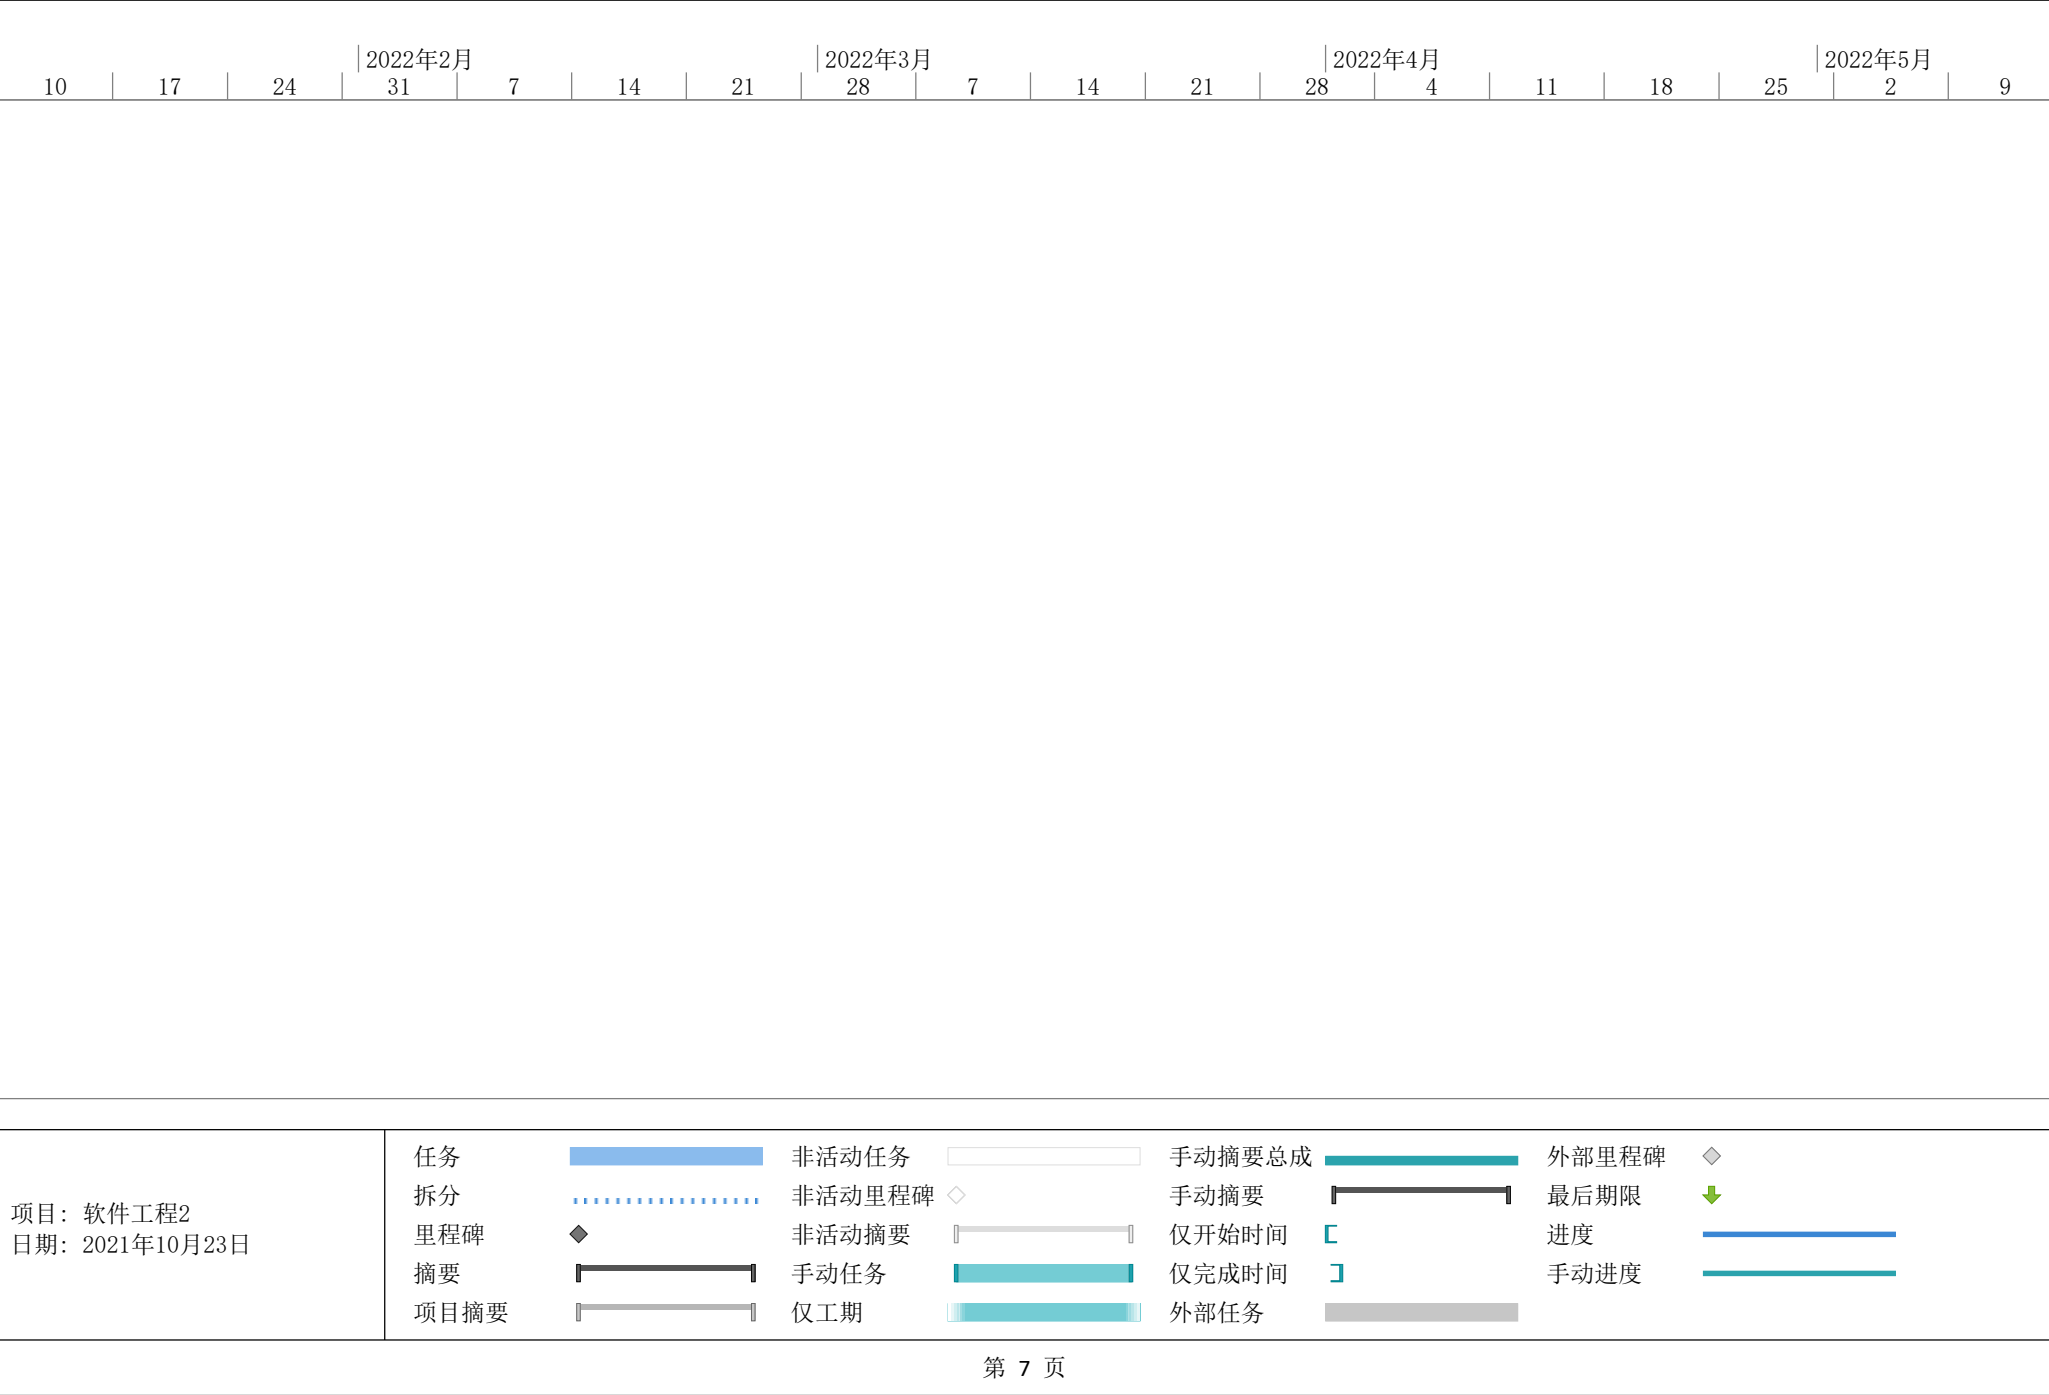 2022年2月 2022年3月 2022年4月 2022年5月
10 17 24 31 7 14 21 28 7 14 21 28 4 11 18 25 2 9
项目: 软件工程2
日期: 2021年10月23日
任务
拆分
里程碑
摘要
项目摘要
非活动任务
非活动里程碑
非活动摘要
手动任务
仅工期
手动摘要总成
手动摘要
仅开始时间
仅完成时间
外部任务
外部里程碑
最后期限
进度
手动进度
第 7 页